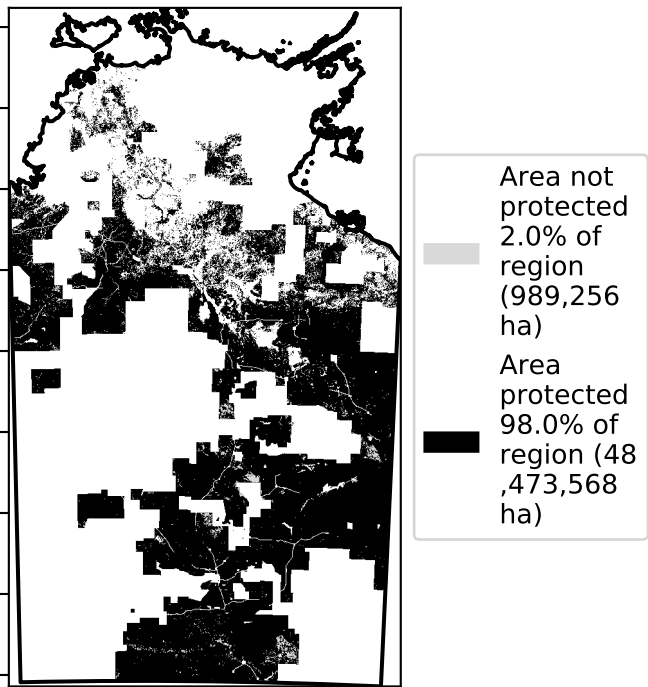 Area not
protected
2.0% of
region
(989,256
ha)
Area
protected
98.0% of
region (48
,473,568
ha)